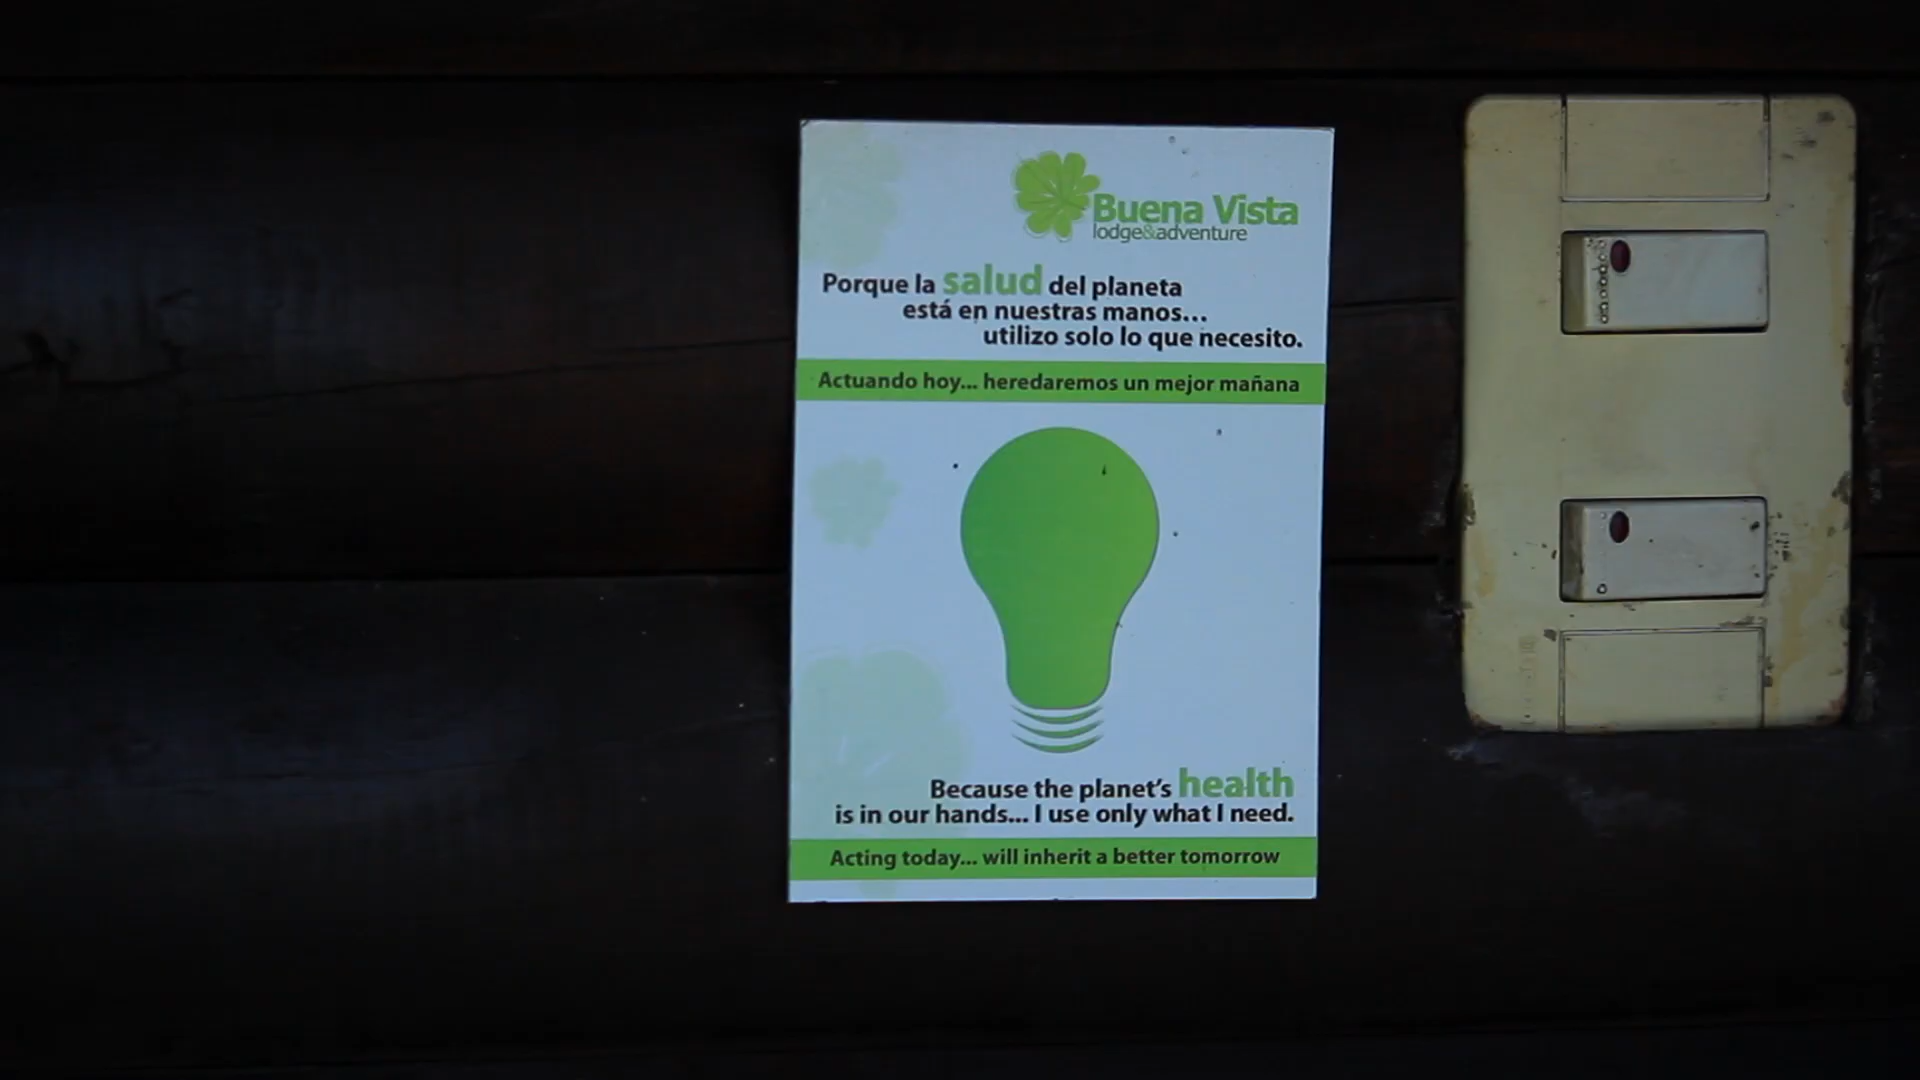 Buena Vista
lodge&adventure
Porque la salud del planeta
está en nuestras manos...
utilizo solo lo que necesito.
Actuando hoy... heredaremos un mejor mañana
Because the planet's health
is in our hands... I use only what I need.
Acting today... will inherit a better tomorrow